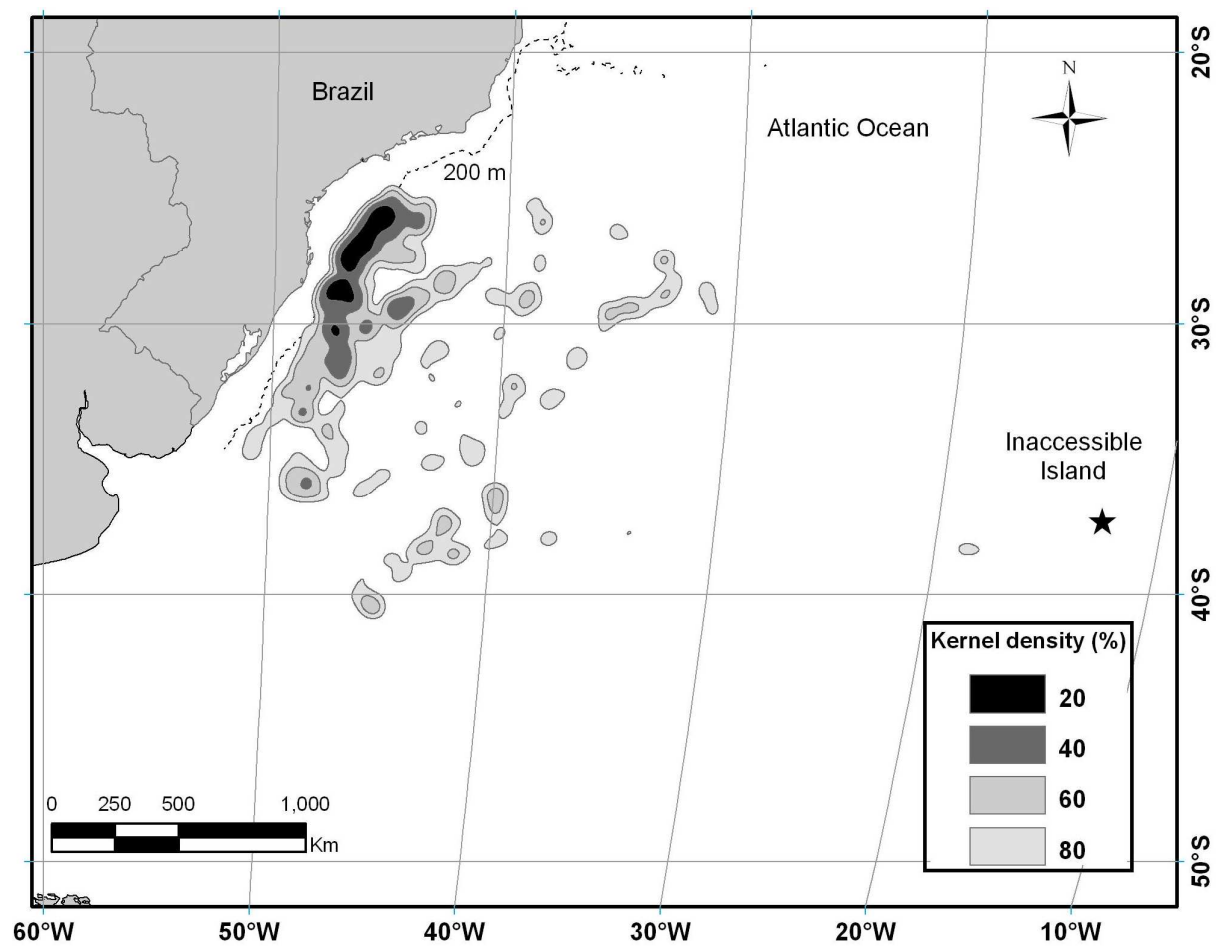 20°S
N
Brazil
Atlantic Ocean
200 m
30°S
Inaccessible
Island
40°S
Kernel density (%)
20
40
60
80
0 250 500 1,000
Km
50°S
60°W 50°W 40°W 30°W 20°W 10°W